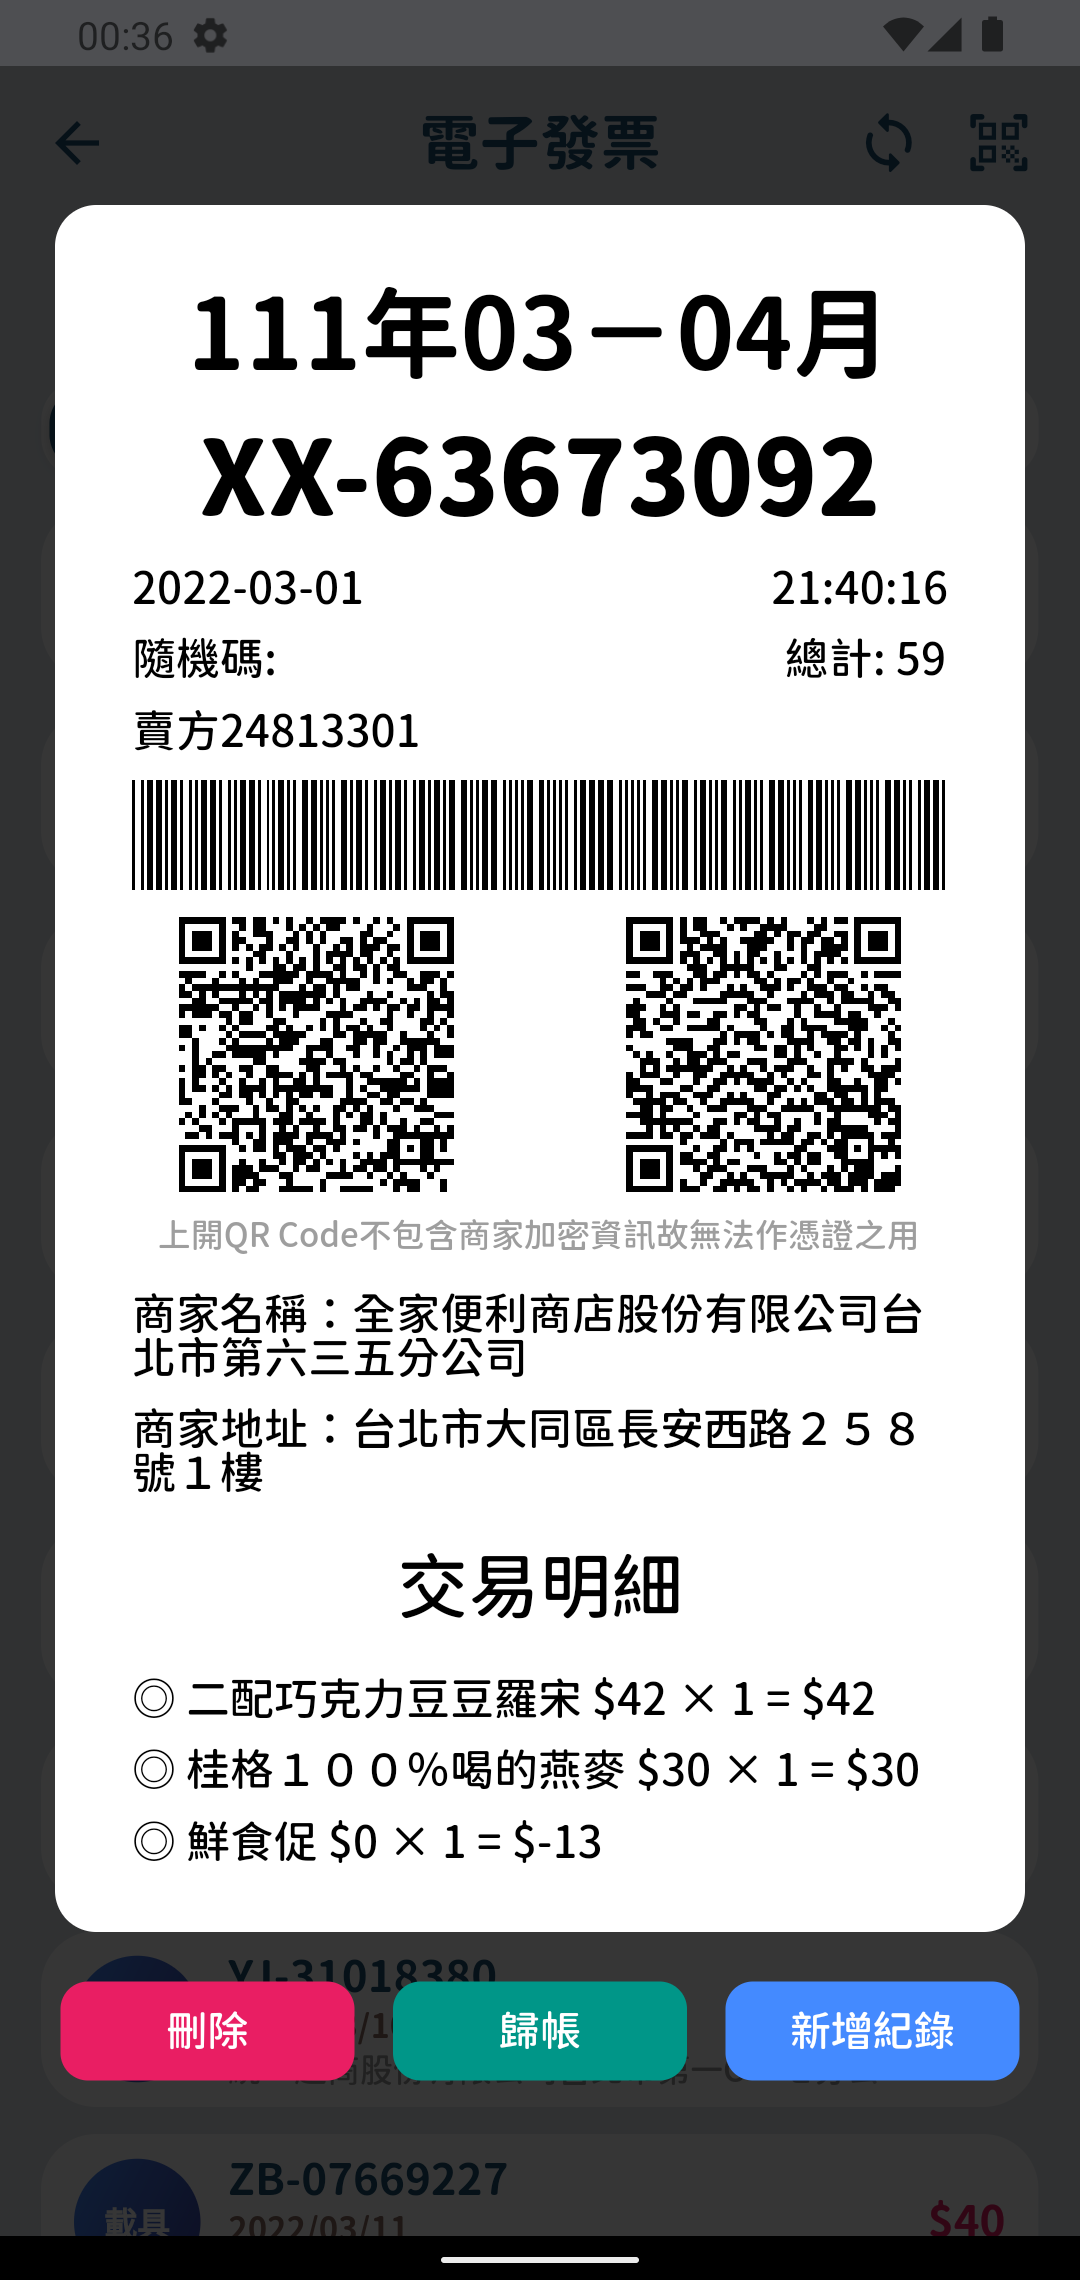 00:36
電子發票
111年03－04月
XX-63673092
2022-03-01
21:40:16
隨機碼:
總計: 59
賣方24813301
上開QR Code不包含商家加密資訊故無法作憑證之用
商家名稱：全家便利商店股份有限公司台
北市第六三五分公司
商家地址：台北市大同區長安西路２５８
號１樓
交易明細
◎ 二配巧克力豆豆羅宋 $42 × 1 = $42
◎ 桂格１００％喝的燕麥 $30 × 1 = $30
◎ 鮮食促 $0 × 1 = $-13
YJ-31018380
刪除
歸帳
新增紀錄
ZB-07669227
載具
2022/03/11
$40